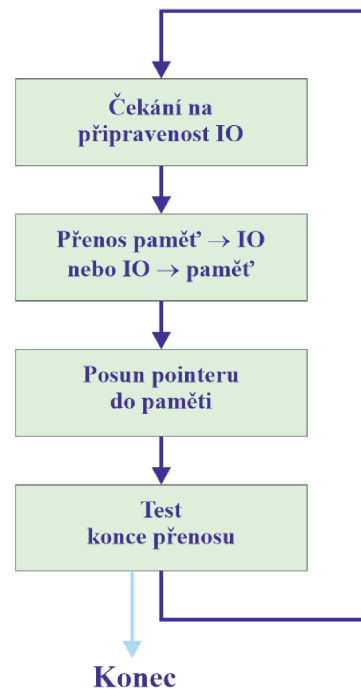 Čekání na
připravenost IO
Přenos paměť → IO
nebo IO → paměť
Posun pointeru
do paměti
Test
konce přenosu
Konec